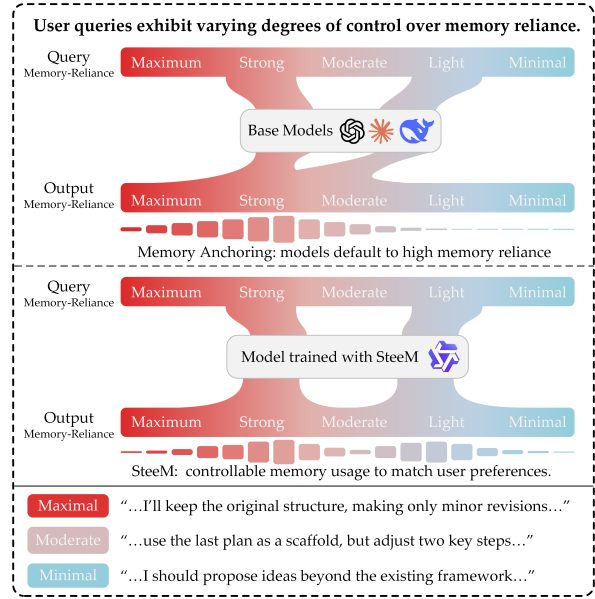 User queries exhibit varying degrees of control over memory reliance.
Query
Memory-Reliance
Maximum Strong Moderate Light Minimal
Base Models
Output
Memory-Reliance
Maximum Strong Moderate Light Minimal
Memory Anchoring: models default to high memory reliance
Query
Memory-Reliance
Maximum Strong Moderate Light Minimal
Model trained with SteeM
Output
Memory-Reliance
Maximum Strong Moderate Light Minimal
SteeM: controllable memory usage to match user preferences.
Maximal “…I’ll keep the original structure, making only minor revisions…”
Moderate “…use the last plan as a scaffold, but adjust two key steps…”
Minimal “…I should propose ideas beyond the existing framework…”